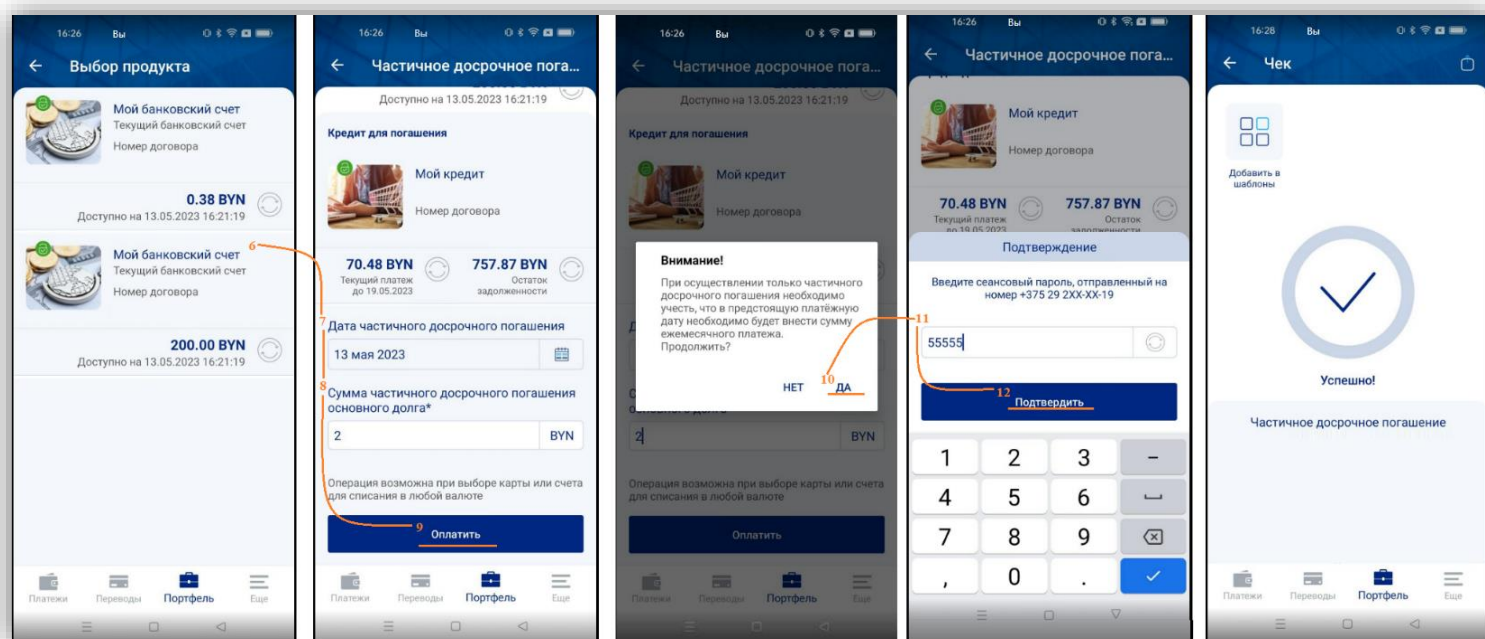 16:26 Вы
Выбор продукта
Мой банковский счет
Текущий банковский счет
Номер договора
0.38 BYN
Доступно на 13.05.2023 16:21:19
Мой банковский счет
6
Текущий банковский счет
Номер договора
200.00 BYN
Доступно на 13.05.2023 16:21:19
Платежи Переводы Портфель Еще
16:26 Вы
Частичное досрочное пога...
Доступно на 13.05.2023 16:21:19
Кредит для погашения
Мой кредит
Номер договора
70.48 BYN 757.87 BYN
Текущий платеж Остаток
до 19.05.2023 задолженности
7
Дата частичного досрочного погашения
13 мая 2023
8
Сумма частичного досрочного погашения
основного долга*
2 BYN
Операция возможна при выборе карты или счета
для списания в любой валюте
9
Оплатить
Платежи Переводы Портфель Еще
16:26 Вы
Частичное досрочное пога...
Доступно на 13.05.2023 16:21:19
Кредит для погашения
Мой кредит
Номер договора
Внимание!
При осуществлении только частичного
досрочного погашения необходимо
учесть, что в предстоящую платёжную
дату необходимо будет внести сумму
ежемесячного платежа.
Продолжить?
10
НЕТ ДА
2 BYN
Операция возможна при выборе карты или счета
для списания в любой валюте
Оплатить
Платежи Переводы Портфель Еще
16:26 Вы
Частичное досрочное пога...
Мой кредит
Номер договора
70.48 BYN 757.87 BYN
Текущий платеж Остаток
до 19.05.2023 задолженности
Подтверждение
Введите сеансовый пароль, отправленный на
номер +375 29 2XX-XX-19
11
55555
12
Подтвердить
1 2 3 -
4 5 6
7 8 9
, 0 .
16:28 Вы
Чек
Добавить в
шаблоны
Успешно!
Частичное досрочное погашение
Платежи Переводы Портфель Еще